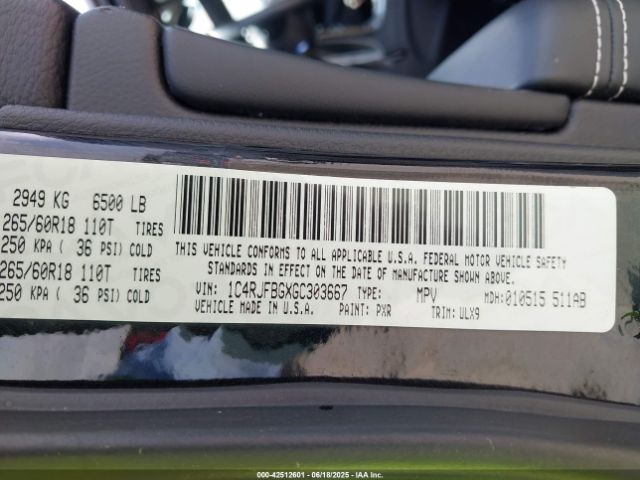 2949 KG 6500 LB
265/60R18 110T TIRES
250 KPA ( 36 PSI) COLD
265/60R18 110T TIRES
250 KPA ( 36 PSI) COLD
THIS VEHICLE CONFORMS TO ALL APPLICABLE U.S.A. FEDERAL MOTOR VEHICLE SAFETY
STANDARDS IN EFFECT ON THE DATE OF MANUFACTURE SHOWN ABOVE.
VIN: 1C4RJFBGXGC303667 TYPE: MPV MDH: 010515 511AB
VEHICLE MADE IN U.S.A. PAINT: PXR TRIM: ULX9
000-42512601 - 06/18/2025 - IAA Inc.